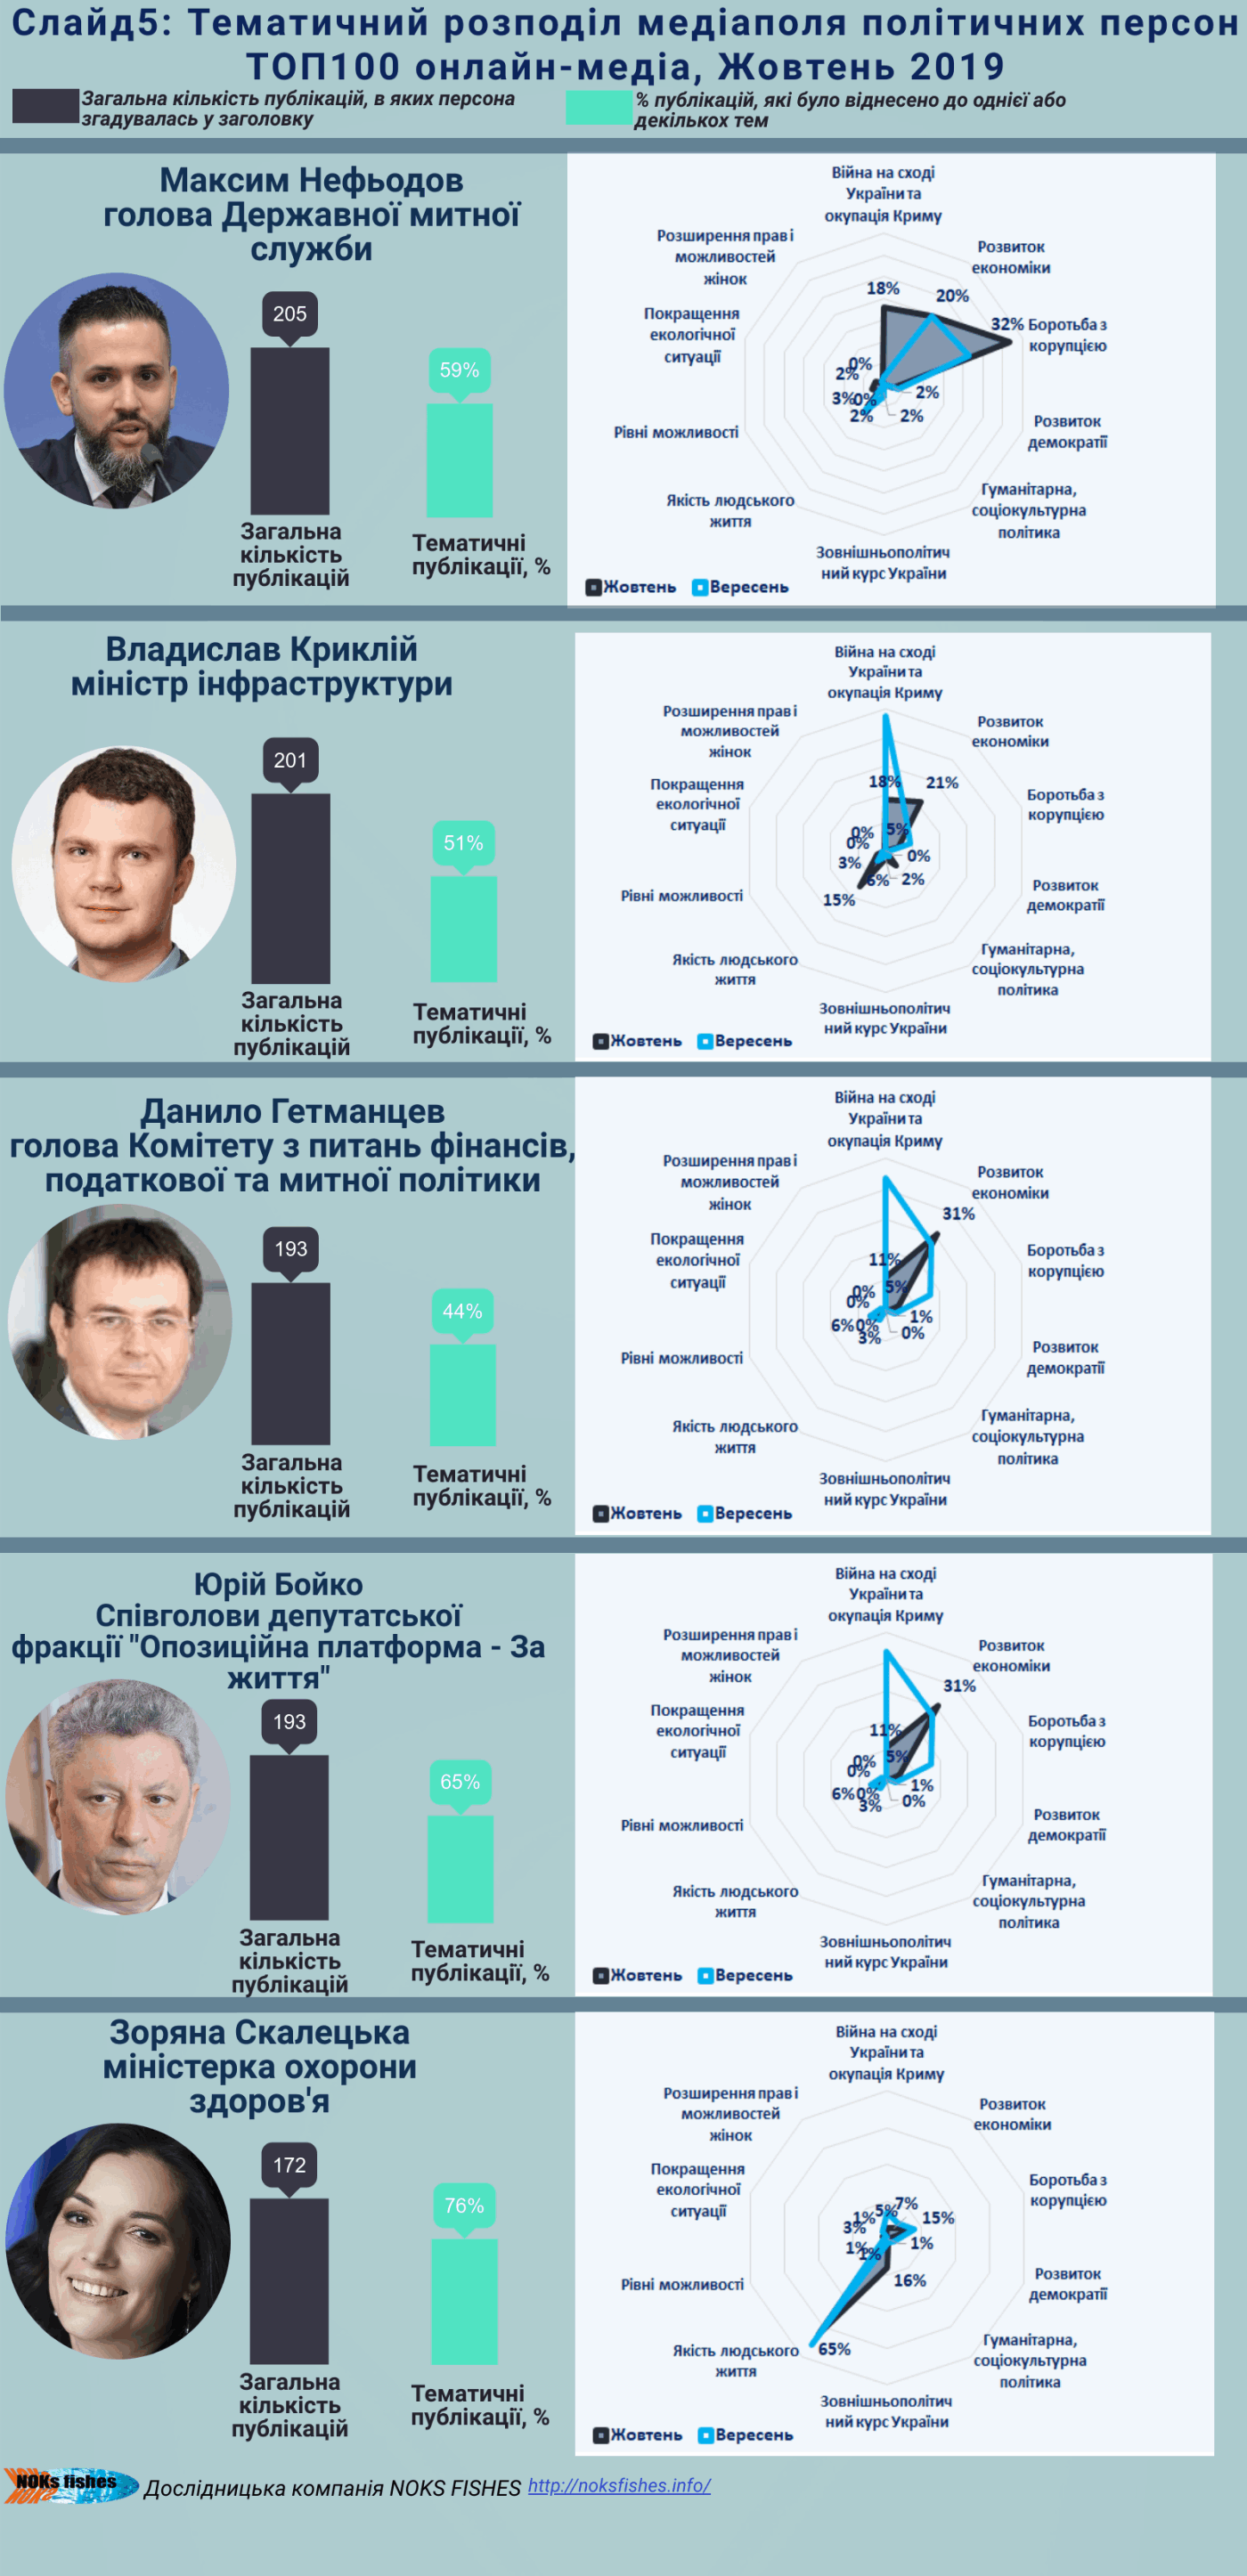 Слайд5: Тематичний розподіл медіаполя політичних персон
ТОП100 онлайн-медіа, Жовтень 2019
Загальна кількість публікацій, в яких персона
згадувалась у заголовку
% публікацій, які було віднесено до однієї або
декількох тем
Максим Нефьодов
голова Державної митної
служби
205
59%
Загальна
кількість
публікацій
Тематичні
публікації, %
Війна на сході
України та
окупація Криму
Розвиток
економіки
Боротьба з
корупцією
Розвиток
демократії
Гуманітарна,
соціокультурна
політика
Зовнішньополітич
ний курс України
Якість людського
життя
Рівні можливості
Покращення
екологічної
ситуації
Розширення прав і
можливостей
жінок
18%
20%
32%
2%
2%
2%
0%
3%
2%
0%
Жовтень
Вересень
Владислав Криклій
міністр інфраструктури
201
51%
Загальна
кількість
публікацій
Тематичні
публікації, %
Війна на сході
України та
окупація Криму
Розвиток
економіки
Боротьба з
корупцією
Розвиток
демократії
Гуманітарна,
соціокультурна
політика
Зовнішньополітич
ний курс України
Якість людського
життя
Рівні можливості
Покращення
екологічної
ситуації
Розширення прав і
можливостей
жінок
18%
21%
5%
0%
2%
15%
3%
0%
0%
Жовтень
Вересень
Данило Гетманцев
голова Комітету з питань фінансів,
податкової та митної політики
193
44%
Загальна
кількість
публікацій
Тематичні
публікації, %
Війна на сході
України та
окупація Криму
Розвиток
економіки
Боротьба з
корупцією
Розвиток
демократії
Гуманітарна,
соціокультурна
політика
Зовнішньополітич
ний курс України
Якість людського
життя
Рівні можливості
Покращення
екологічної
ситуації
Розширення прав і
можливостей
жінок
11%
31%
5%
1%
0%
3%
0%
6%
0%
0%
Жовтень
Вересень
Юрій Бойко
Співголови депутатської
фракції "Опозиційна платформа - За
життя"
193
65%
Загальна
кількість
публікацій
Тематичні
публікації, %
Війна на сході
України та
окупація Криму
Розвиток
економіки
Боротьба з
корупцією
Розвиток
демократії
Гуманітарна,
соціокультурна
політика
Зовнішньополітич
ний курс України
Якість людського
життя
Рівні можливості
Покращення
екологічної
ситуації
Розширення прав і
можливостей
жінок
11%
31%
5%
1%
0%
3%
0%
6%
0%
0%
Жовтень
Вересень
Зоряна Скалецька
міністерка охорони
здоров'я
172
76%
Загальна
кількість
публікацій
Тематичні
публікації, %
Війна на сході
України та
окупація Криму
Розвиток
економіки
Боротьба з
корупцією
Розвиток
демократії
Гуманітарна,
соціокультурна
політика
Зовнішньополітич
ний курс України
Якість людського
життя
Рівні можливості
Покращення
екологічної
ситуації
Розширення прав і
можливостей
жінок
5%
7%
15%
1%
1%
16%
65%
1%
3%
1%
Жовтень
Вересень
NOKs fishes
Дослідницька компанія NOKS FISHES http://noksfishes.info/